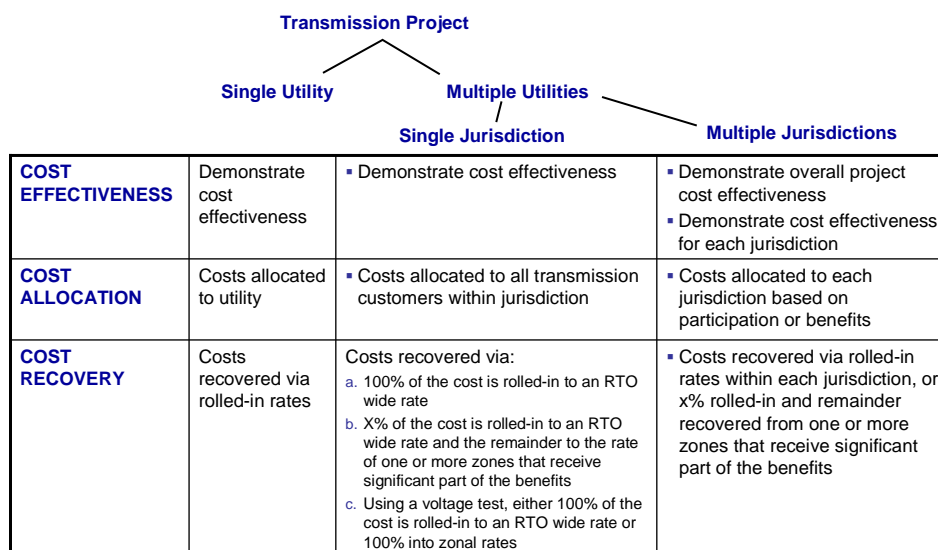 Transmission Project
Single Utility
Multiple Utilities
Single Jurisdiction
Multiple Jurisdictions
COST
EFFECTIVENESS
Demonstrate
cost
effectiveness
▪ Demonstrate cost effectiveness
▪ Demonstrate overall project
cost effectiveness
▪ Demonstrate cost effectiveness
for each jurisdiction
COST
ALLOCATION
Costs allocated
to utility
▪ Costs allocated to all transmission
customers within jurisdiction
▪ Costs allocated to each
jurisdiction based on
participation or benefits
COST
RECOVERY
Costs
recovered via
rolled-in rates
Costs recovered via:
a. 100% of the cost is rolled-in to an RTO
wide rate
b. X% of the cost is rolled-in to an RTO
wide rate and the remainder to the rate
of one or more zones that receive
significant part of the benefits
c. Using a voltage test, either 100% of the
cost is rolled-in to an RTO wide rate or
100% into zonal rates
▪ Costs recovered via rolled-in
rates within each jurisdiction, or
x% rolled-in and remainder
recovered from one or more
zones that receive significant
part of the benefits